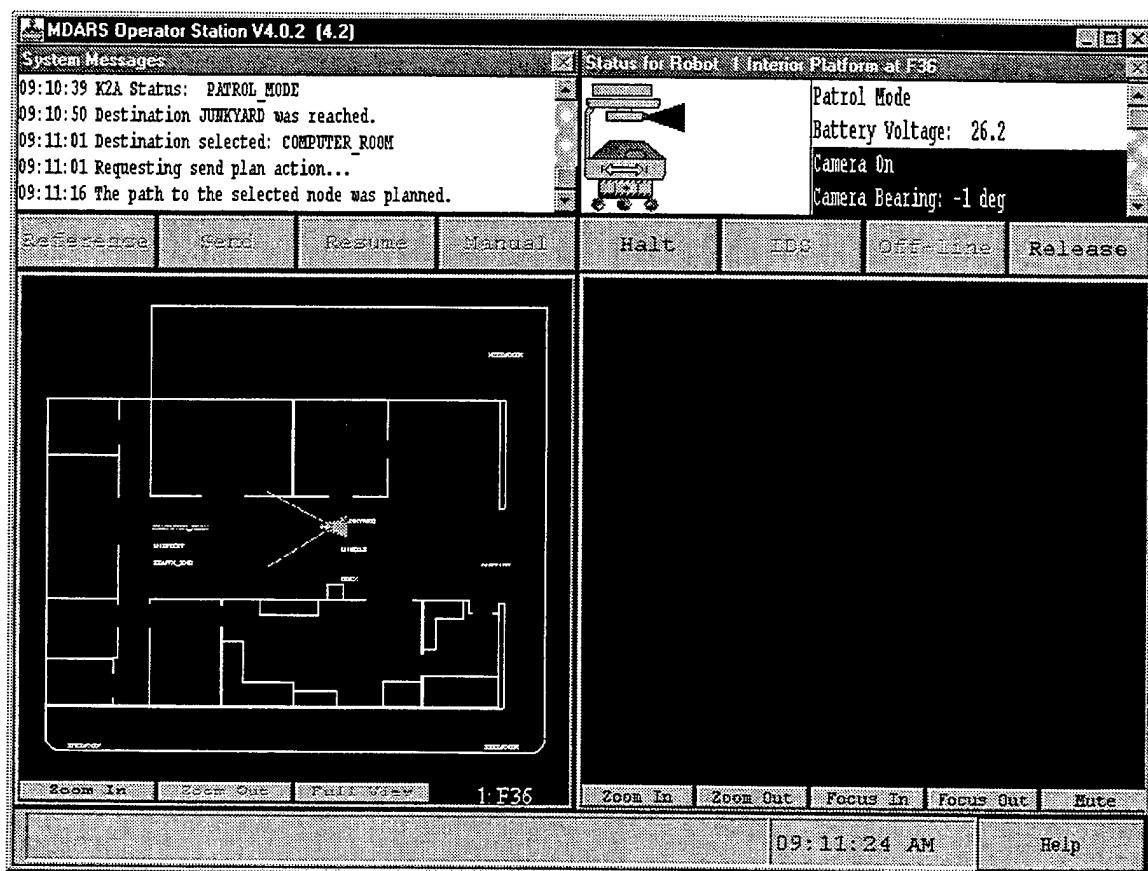 MDARS Operator Station V4.0.2 (4.2)
System Messages
09:10:39 K2A Status: PATROL_MODE
09:10:50 Destination JUNKYARD was reached.
09:11:01 Destination selected: COMPUTER_ROOM
09:11:01 Requesting send plan action...
09:11:16 The path to the selected node was planned.
Status for Robot 1 Interior Platform at F36
Patrol Mode
Battery Voltage: 26.2
Camera On
Camera Bearing: -1 deg
Reference Send Resume Manual
Halt IDS Off-line Release
DOCK
Zoom In Zoom Out Full View 1: F36
Zoom In Zoom Out Focus In Focus Out Mute
09:11:24 AM Help